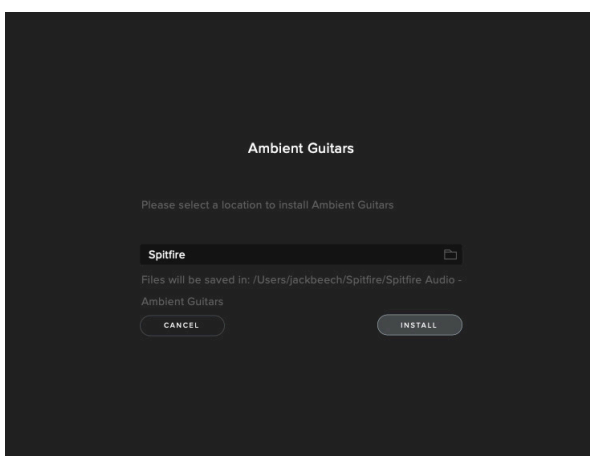 Ambient Guitars
Please select a location to install Ambient Guitars
Spitfire
Files will be saved in: /Users/jackbeech/Spitfire/Spitfire Audio -
Ambient Guitars
CANCEL
INSTALL